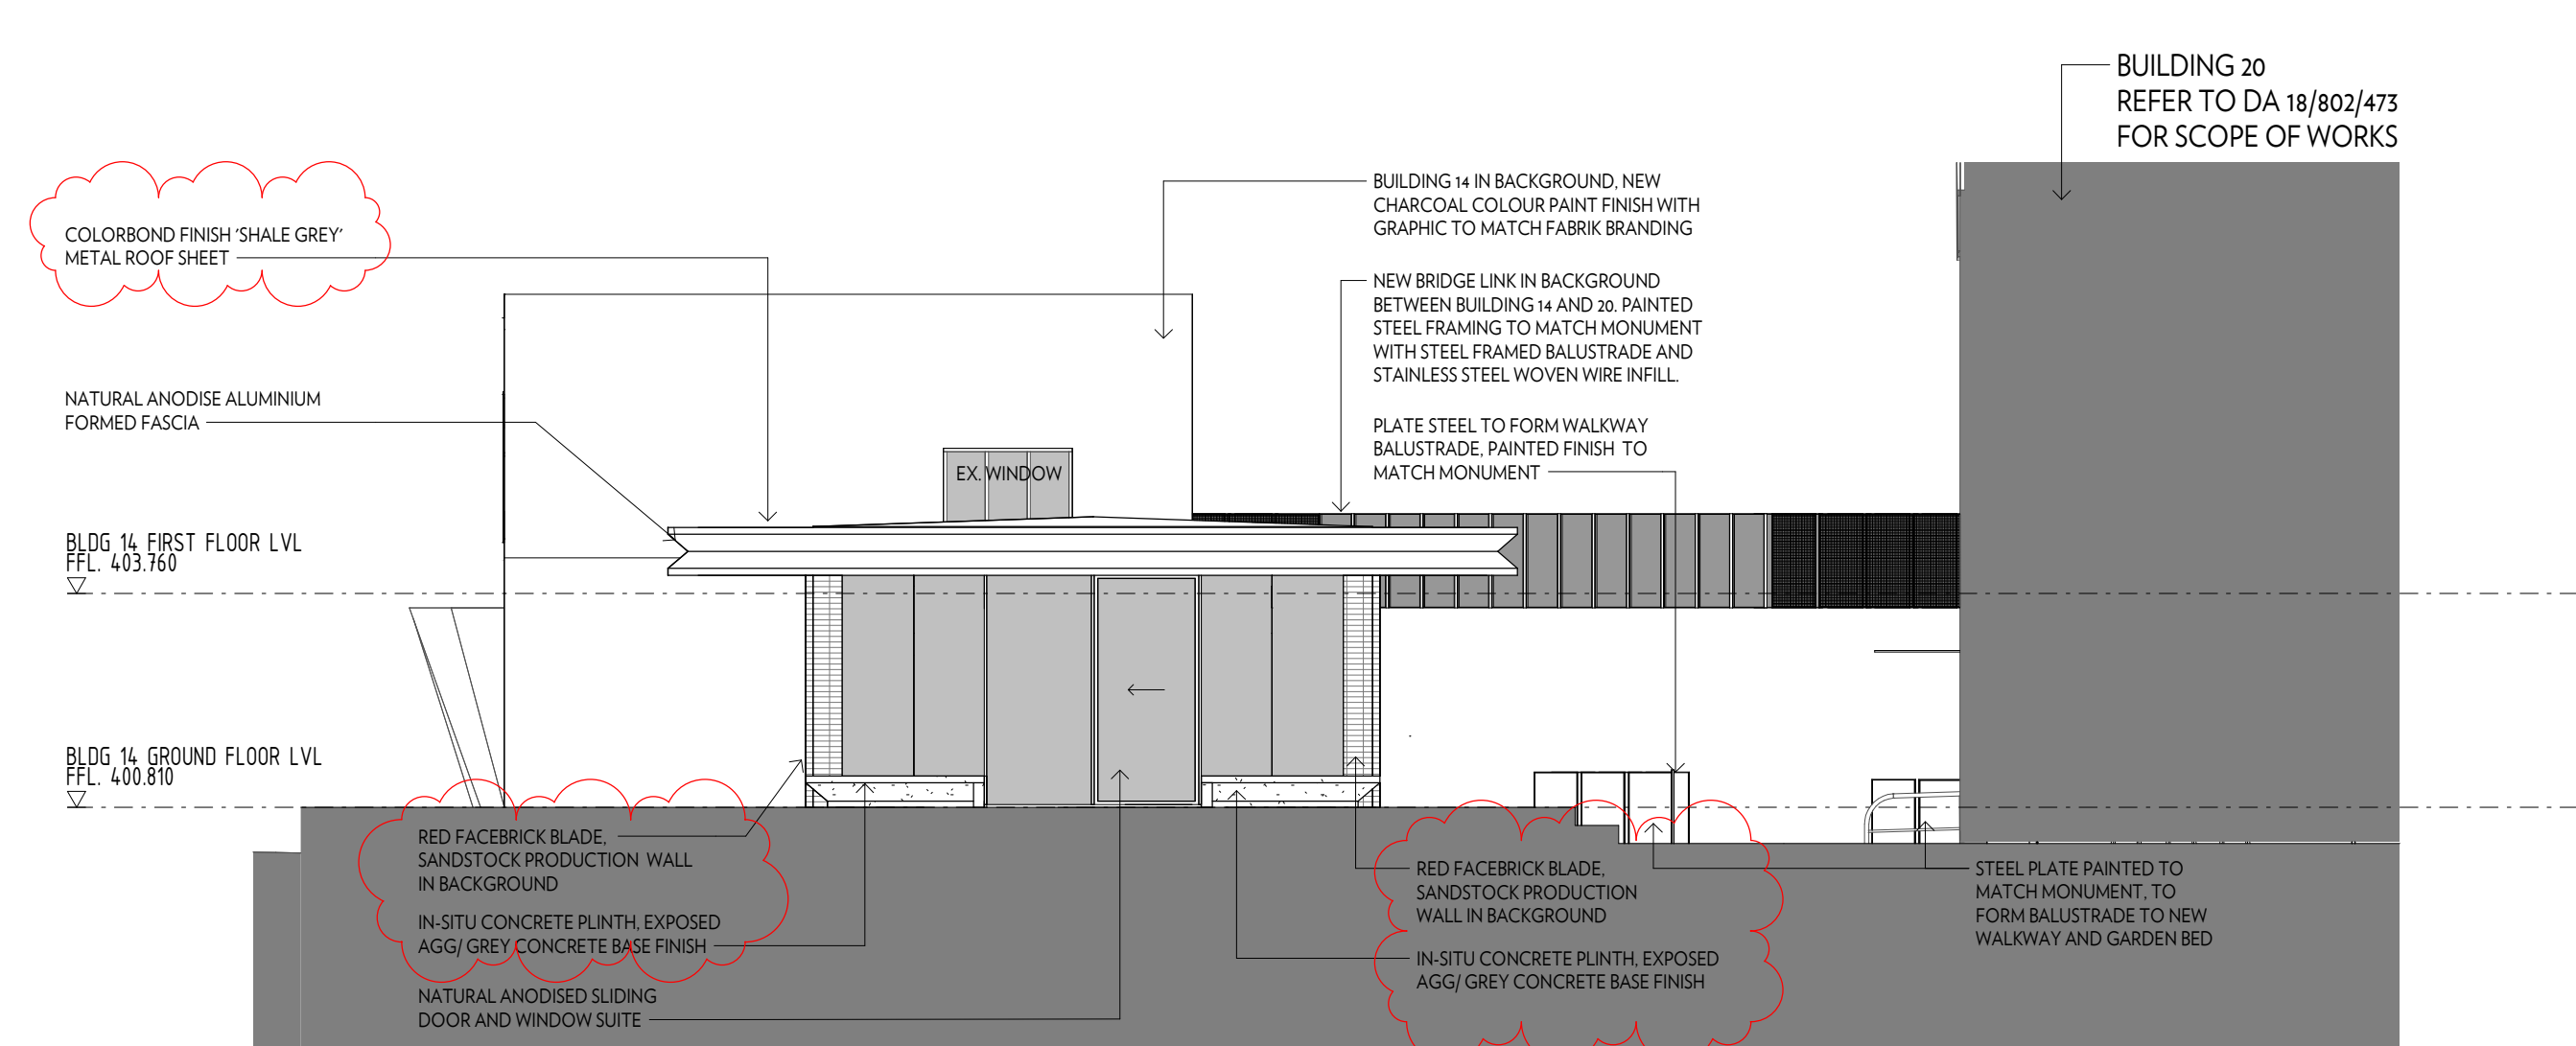 BUILDING 20
REFER TO DA 18/802/473
FOR SCOPE OF WORKS
BUILDING 14 IN BACKGROUND, NEW
CHARCOAL COLOUR PAINT FINISH WITH
GRAPHIC TO MATCH FABRIK BRANDING
COLORBOND FINISH 'SHALE GREY'
METAL ROOF SHEET
NEW BRIDGE LINK IN BACKGROUND
BETWEEN BUILDING 14 AND 20. PAINTED
STEEL FRAMING TO MATCH MONUMENT
WITH STEEL FRAMED BALUSTRADE AND
STAINLESS STEEL WOVEN WIRE INFILL.
NATURAL ANODISE ALUMINIUM
FORMED FASCIA
PLATE STEEL TO FORM WALKWAY
BALUSTRADE, PAINTED FINISH TO
MATCH MONUMENT
EX. WINDOW
BLDG 14 FIRST FLOOR LVL
FFL. 403.760
BLDG 14 GROUND FLOOR LVL
FFL. 400.810
RED FACEBRICK BLADE,
SANDSTOCK PRODUCTION WALL
IN BACKGROUND
IN-SITU CONCRETE PLINTH, EXPOSED
AGG/ GREY CONCRETE BASE FINISH
NATURAL ANODISED SLIDING
DOOR AND WINDOW SUITE
RED FACEBRICK BLADE,
SANDSTOCK PRODUCTION
WALL IN BACKGROUND
IN-SITU CONCRETE PLINTH, EXPOSED
AGG/ GREY CONCRETE BASE FINISH
STEEL PLATE PAINTED TO
MATCH MONUMENT, TO
FORM BALUSTRADE TO NEW
WALKWAY AND GARDEN BED